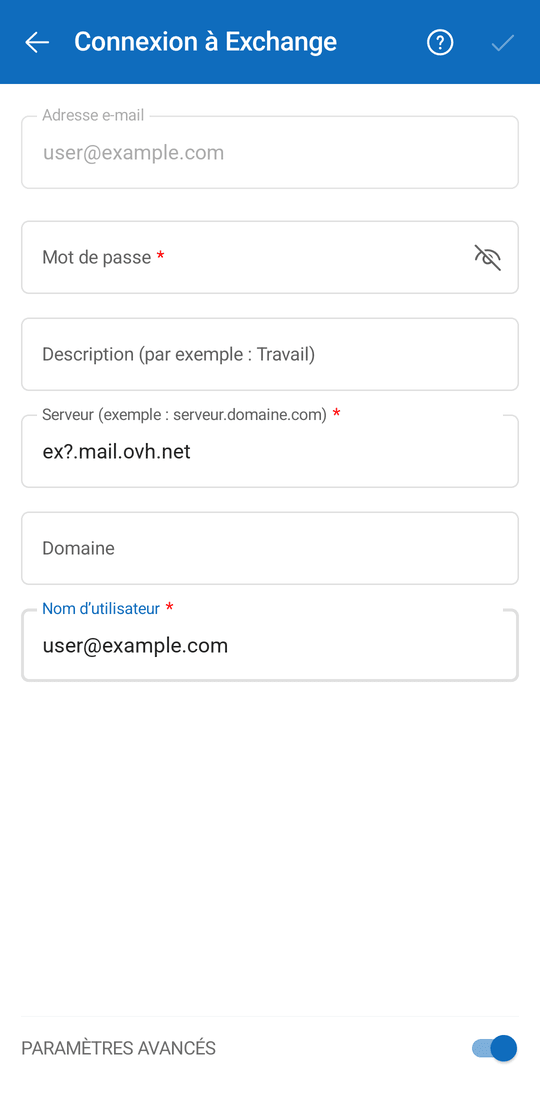 Connexion à Exchange
Adresse e-mail
user@example.com
Mot de passe *
Description (par exemple : Travail)
Serveur (exemple : serveur.domaine.com) *
ex?.mail.ovh.net
Domaine
Nom d'utilisateur *
user@example.com
PARAMÈTRES AVANCÉS